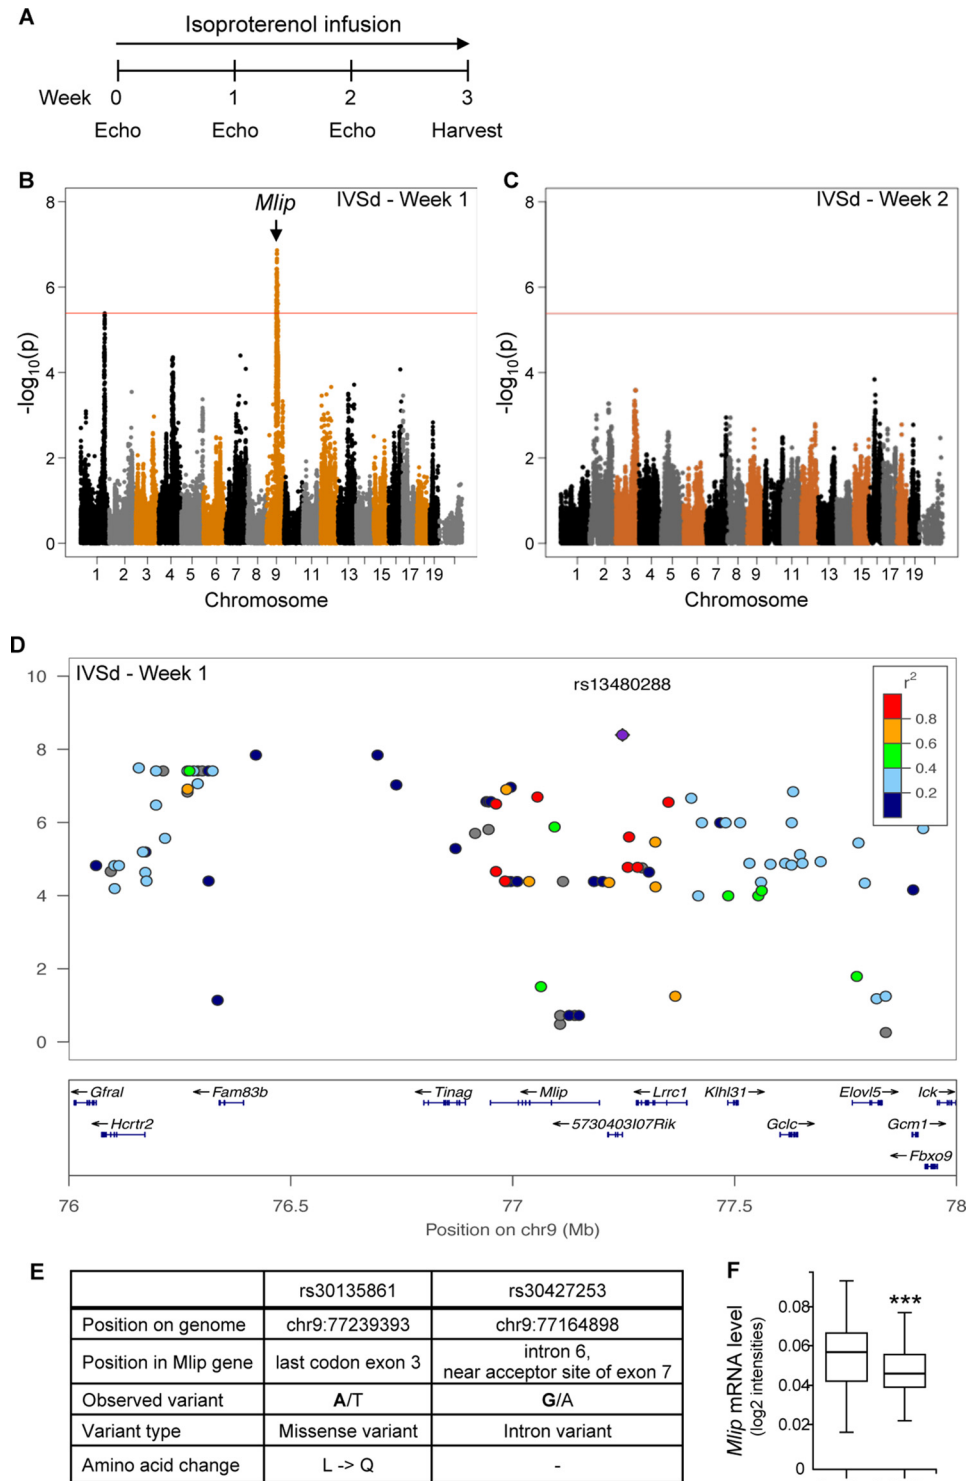 A
Isoproterenol infusion
Week 0 1 2 3
Echo Echo Echo Harvest
B
IVSd - Week 1
Mlip
8
6
4
2
0
-log10(p)
1 2 3 4 5 6 7 8 9 11 13 15 17 19
Chromosome
C
IVSd - Week 2
8
6
4
2
0
-log10(p)
1 2 3 4 5 6 7 8 9 11 13 15 17 19
Chromosome
D
IVSd - Week 1
rs13480288
r2
0.8
0.6
0.4
0.2
10
8
6
4
2
0
Gfral Fam83b Tinag Mlip Lrrc1 Klhl31 Elovl5 Ick
Hcrtr2 5730403I07Rik Gclc Gcm1
Fbxo9
76 76.5 77 77.5 78
Position on chr9 (Mb)
E
rs30135861 rs30427253
Position on genome chr9:77239393 chr9:77164898
Position in Mlip gene last codon exon 3 intron 6,
near acceptor site of exon 7
Observed variant A/T G/A
Variant type Missense variant Intron variant
Amino acid change L -> Q -
F
Mlip mRNA level
(log2 intensities)
0.08
0.06
0.04
0.02
0
***